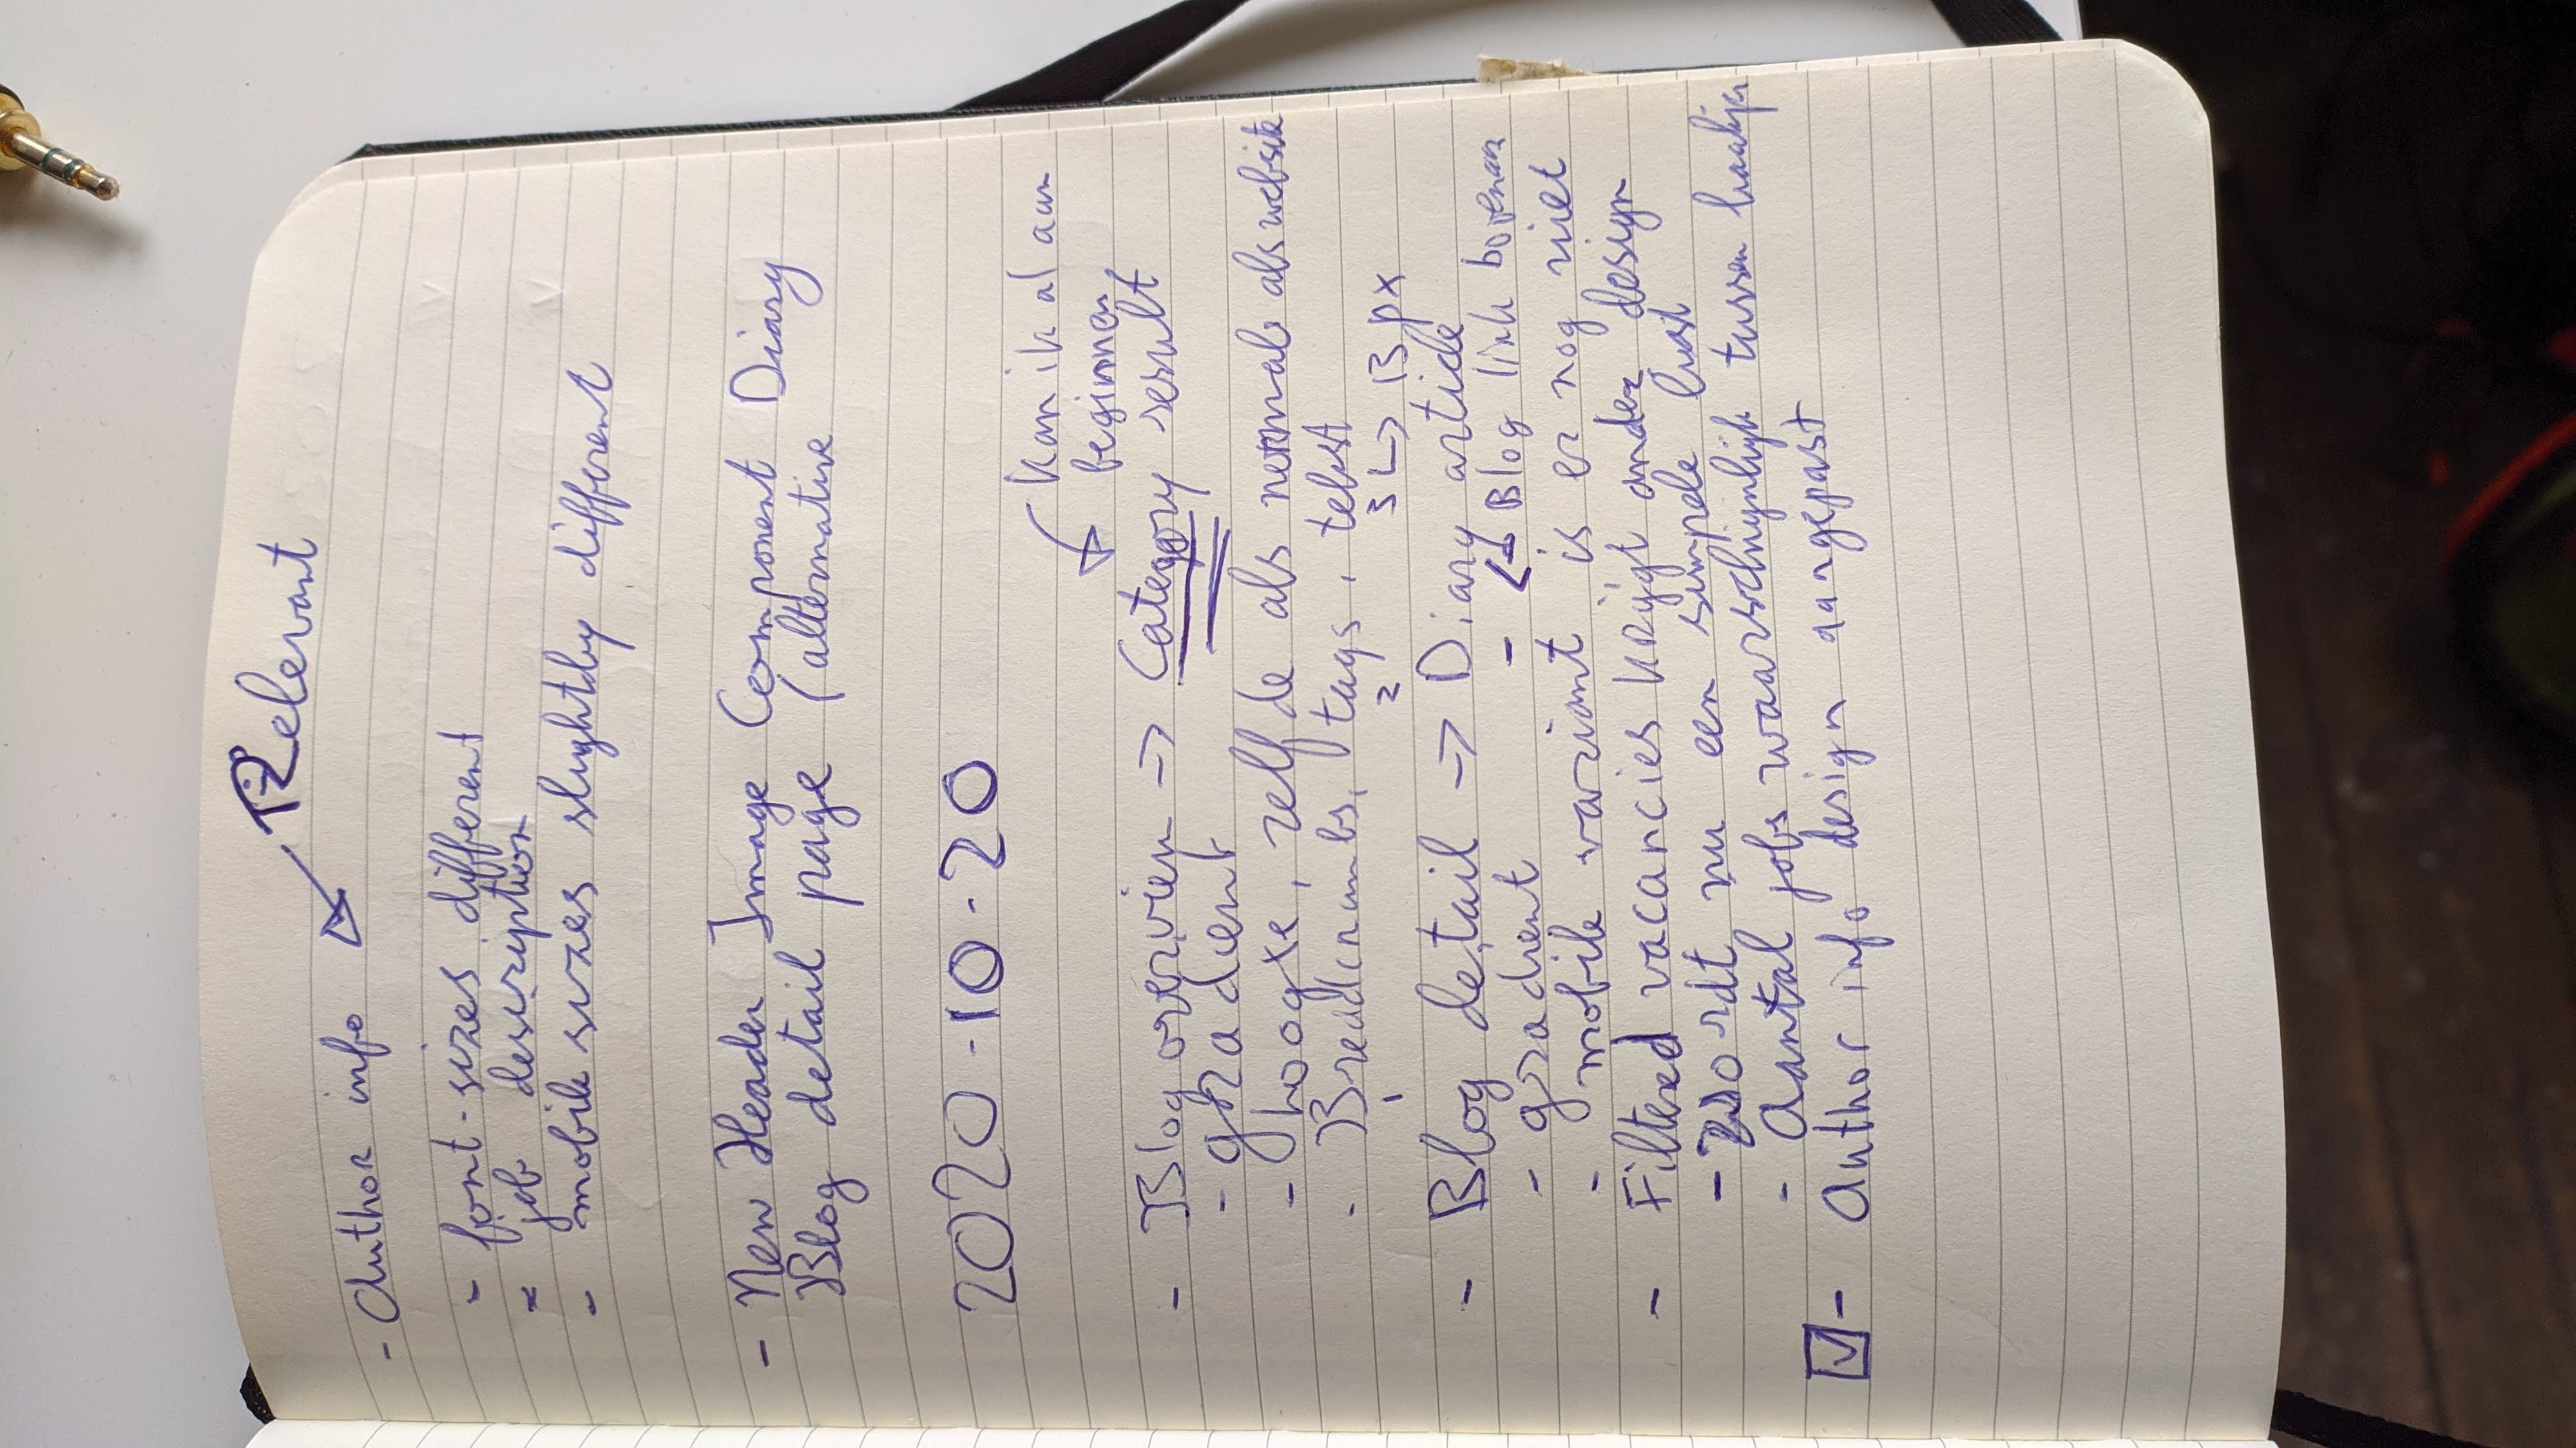 Relevant
- Author info
- font-sizes different
- job description
- mobile sizes slightly different
- New Header Image Component Diary
Blog detail page (alternative
2020-10-20
kan ik al aan
beginnen
- Blog overview -> Category result
- gradient
- hoogte, zelfde als normale als website
- Breadcrumbs, tags, tekst
1 2 3 ↳ 13 px
- Blog detail -> Diary article
- gradient - <- Blog link bovenaan
- mobile variant is er nog niet
- Filtered vacancies krijgt ander design
- wordt nu een simpele lijst
- Aantal jobs waarschijnlijk tussen haakjes
☑ - Author info design aangepast